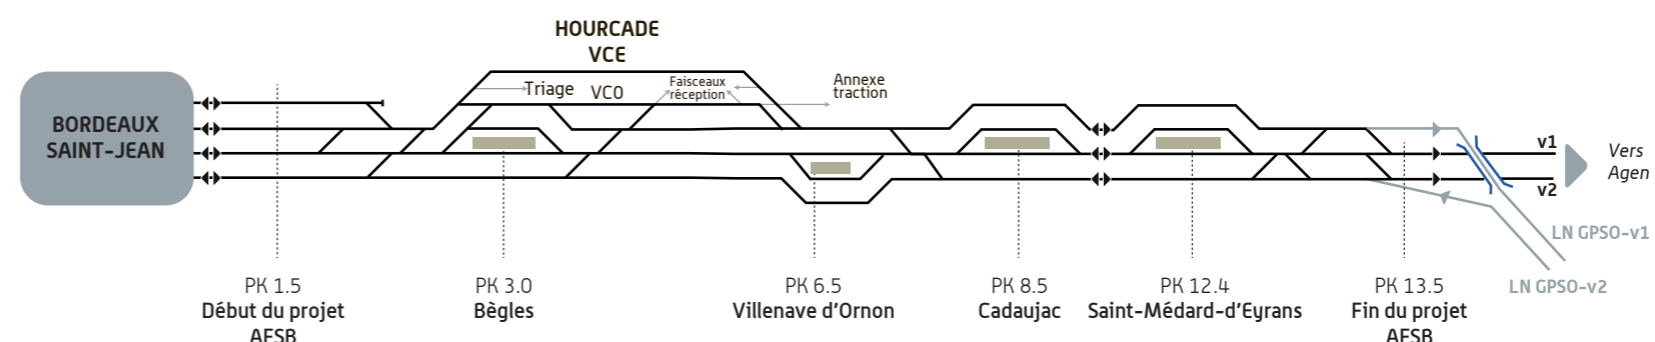 HOURCADE
VCE
Triage
VCO
Faisceaux
réception
Annexe
traction
BORDEAUX
SAINT-JEAN
v1
v2
Vers
Agen
LN GPSO-v1
LN GPSO-v2
PK 1.5
Début du projet
AFSB
PK 3.0
Bègles
PK 6.5
Villenave d'Ornon
PK 8.5
Cadaujac
PK 12.4
Saint-Médard-d'Eyrans
PK 13.5
Fin du projet
AFSB